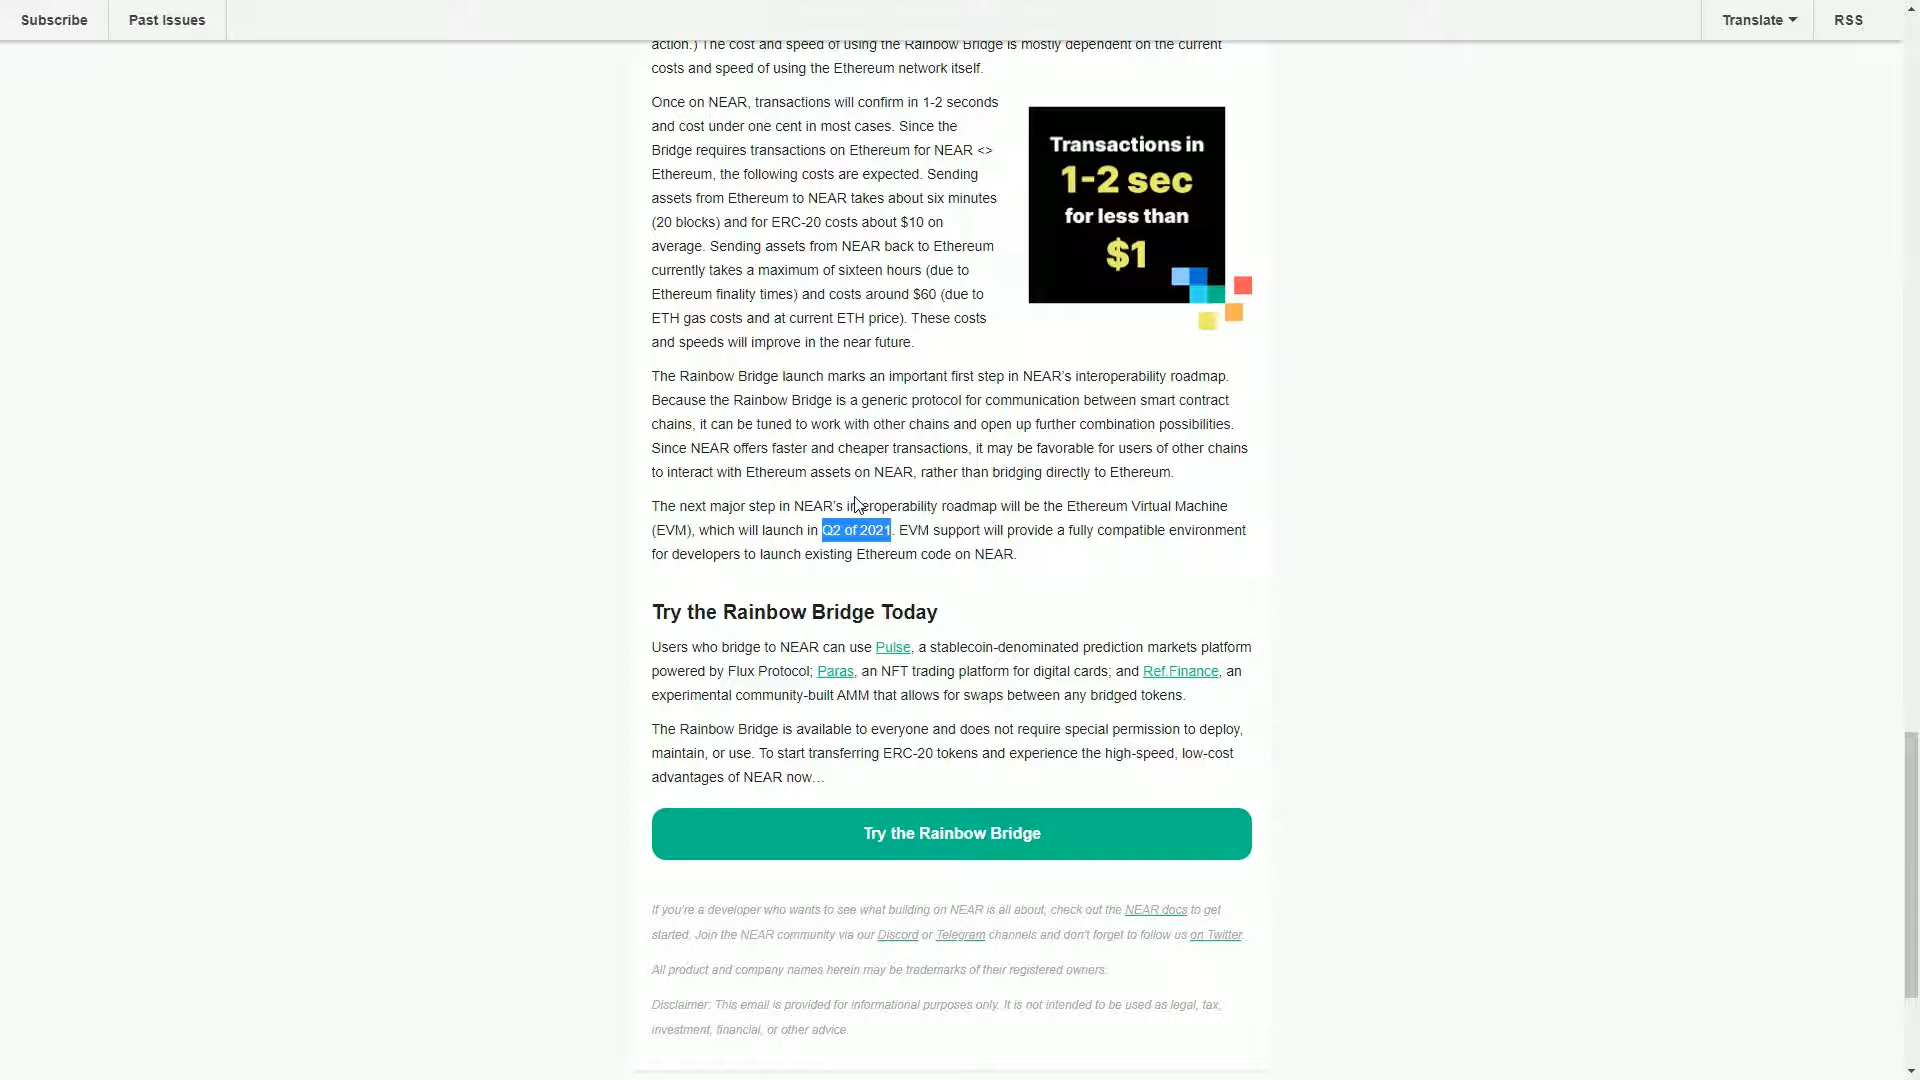 Subscribe
Past Issues
Translate
RSS
action.) The cost and speed of using the Rainbow Bridge is mostly dependent on the current
costs and speed of using the Ethereum network itself.
Once on NEAR, transactions will confirm in 1-2 seconds
and cost under one cent in most cases. Since the
Bridge requires transactions on Ethereum for NEAR <>
Ethereum, the following costs are expected. Sending
assets from Ethereum to NEAR takes about six minutes
(20 blocks) and for ERC-20 costs about $10 on
average. Sending assets from NEAR back to Ethereum
currently takes a maximum of sixteen hours (due to
Ethereum finality times) and costs around $60 (due to
ETH gas costs and at current ETH price). These costs
and speeds will improve in the near future.
Transactions in
1-2 sec
for less than
$1
The Rainbow Bridge launch marks an important first step in NEAR's interoperability roadmap.
Because the Rainbow Bridge is a generic protocol for communication between smart contract
chains, it can be tuned to work with other chains and open up further combination possibilities.
Since NEAR offers faster and cheaper transactions, it may be favorable for users of other chains
to interact with Ethereum assets on NEAR, rather than bridging directly to Ethereum.
The next major step in NEAR's interoperability roadmap will be the Ethereum Virtual Machine
(EVM), which will launch in Q2 of 2021. EVM support will provide a fully compatible environment
for developers to launch existing Ethereum code on NEAR.
Try the Rainbow Bridge Today
Users who bridge to NEAR can use Pulse, a stablecoin-denominated prediction markets platform
powered by Flux Protocol; Paras, an NFT trading platform for digital cards; and Ref.Finance, an
experimental community-built AMM that allows for swaps between any bridged tokens.
The Rainbow Bridge is available to everyone and does not require special permission to deploy,
maintain, or use. To start transferring ERC-20 tokens and experience the high-speed, low-cost
advantages of NEAR now…
Try the Rainbow Bridge
If you're a developer who wants to see what building on NEAR is all about, check out the NEAR docs to get
started. Join the NEAR community via our Discord or Telegram channels and don't forget to follow us on Twitter.
All product and company names herein may be trademarks of their registered owners.
Disclaimer: This email is provided for informational purposes only. It is not intended to be used as legal, tax,
investment, financial, or other advice.